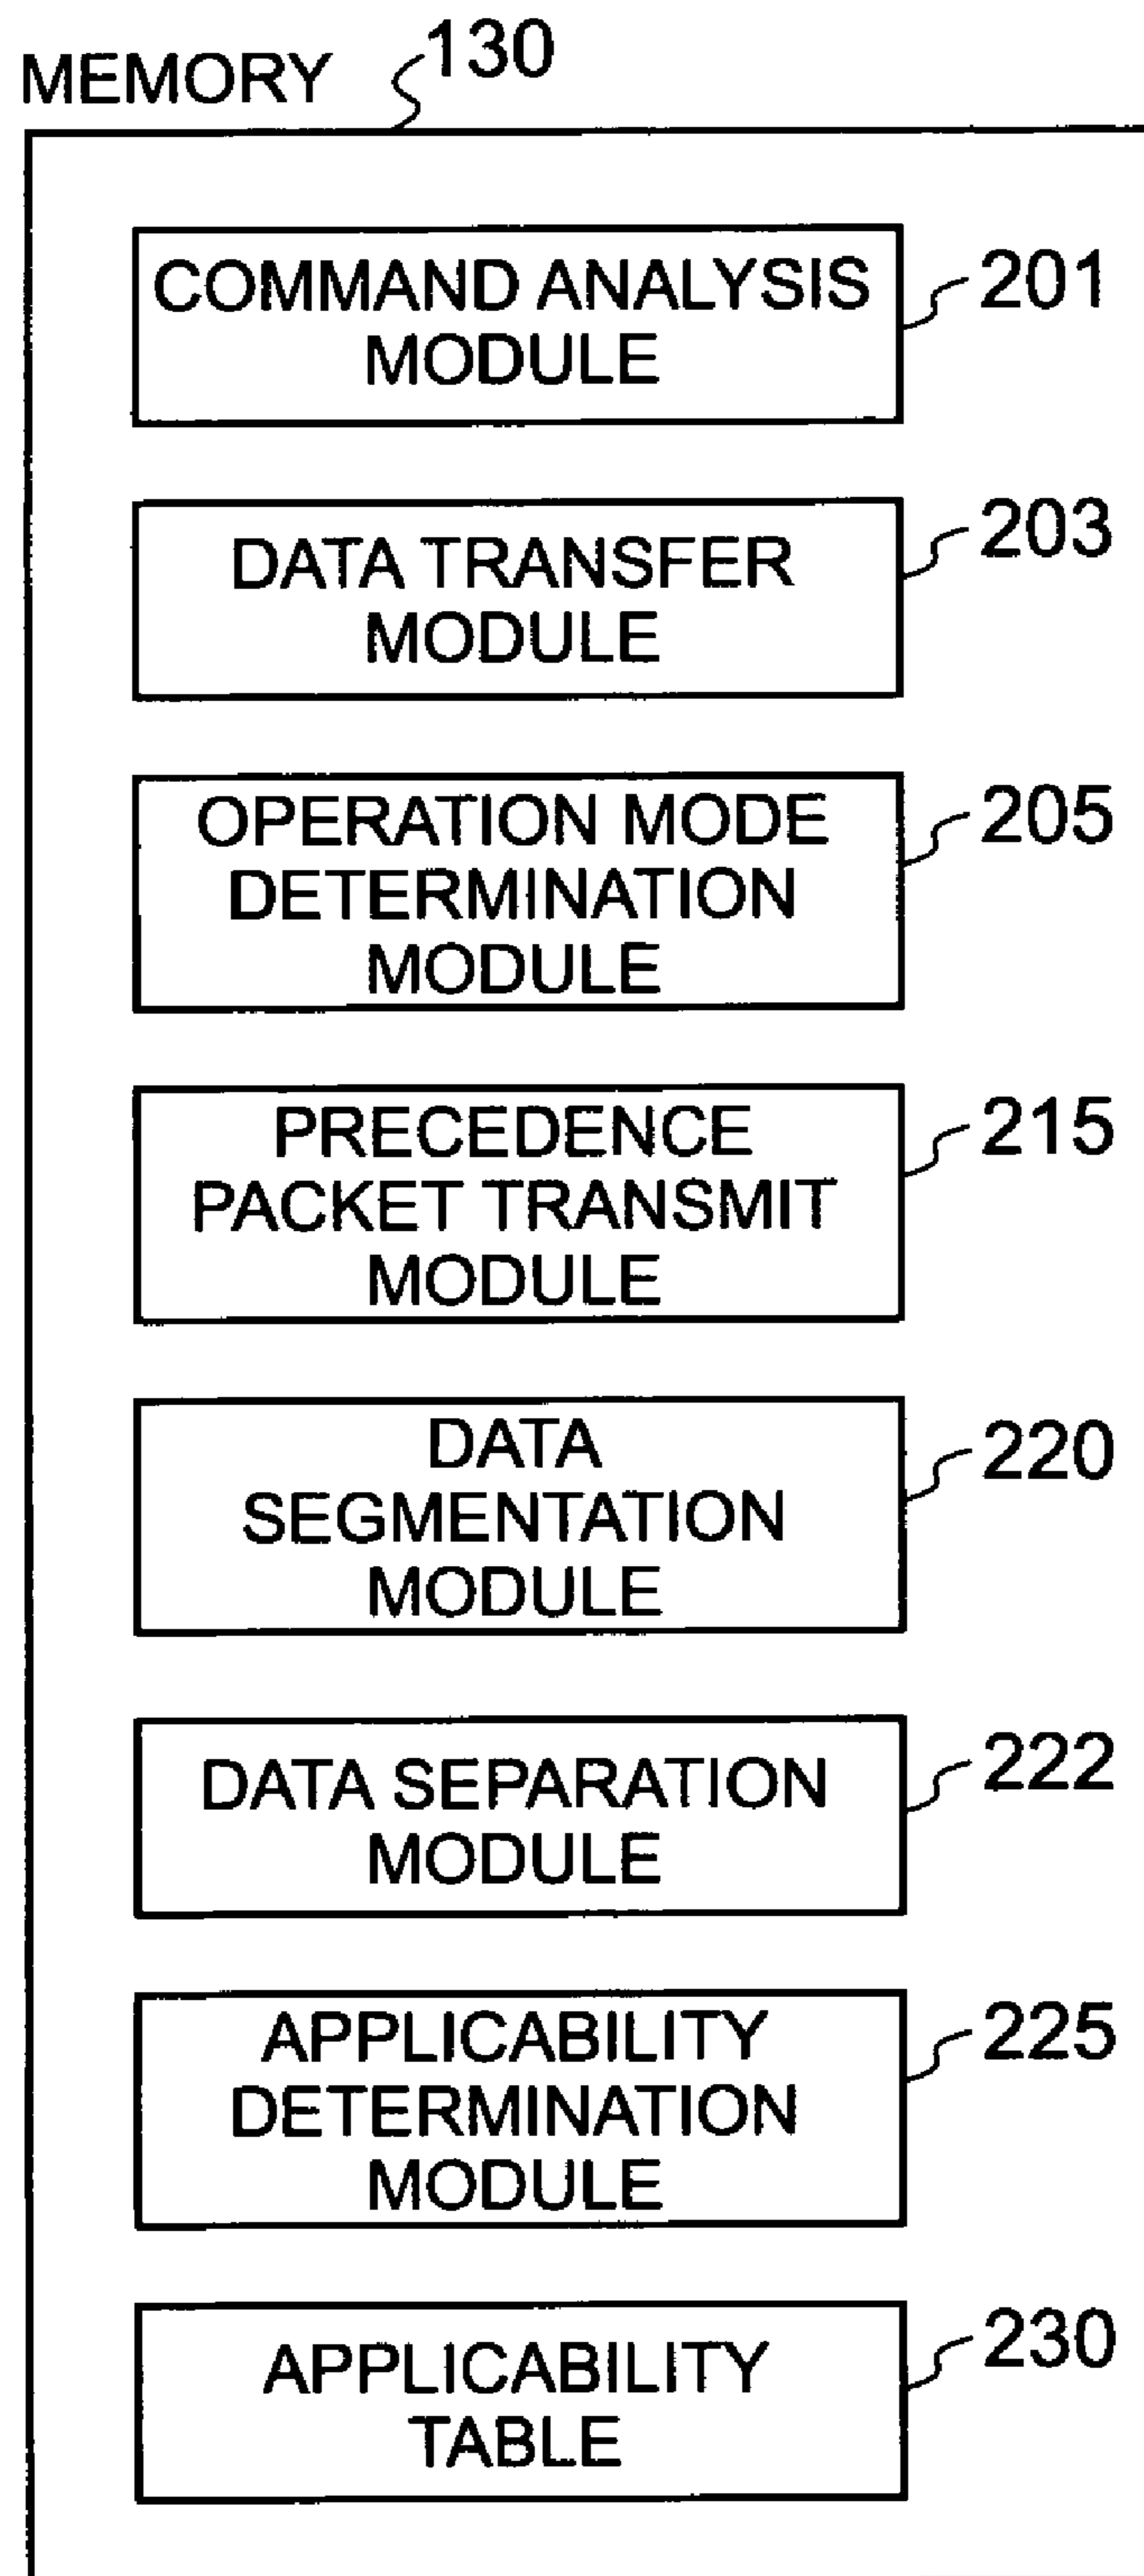 MEMORY 130
COMMAND ANALYSIS
MODULE
201
DATA TRANSFER
MODULE
203
OPERATION MODE
DETERMINATION
MODULE
205
PRECEDENCE
PACKET TRANSMIT
MODULE
215
DATA
SEGMENTATION
MODULE
220
DATA SEPARATION
MODULE
222
APPLICABILITY
DETERMINATION
MODULE
225
APPLICABILITY
TABLE
230